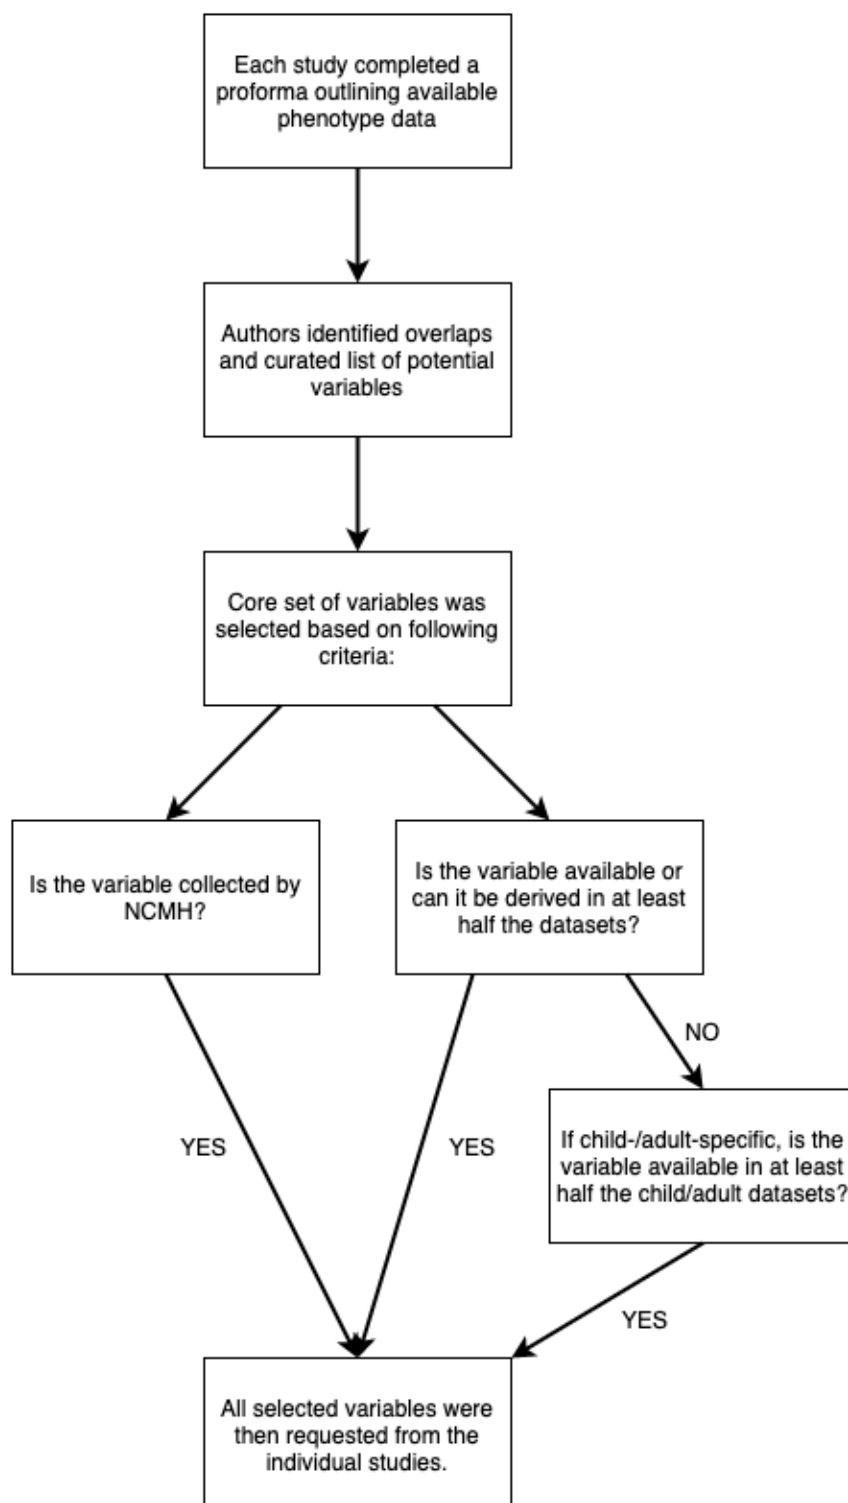 Each study completed a
proforma outlining available
phenotype data
Authors identified overlaps
and curated list of potential
variables
Core set of variables was
selected based on following
criteria:
Is the variable collected by
NCMH?
Is the variable available or
can it be derived in at least
half the datasets?
NO
If child-/adult-specific, is the
variable available in at least
half the child/adult datasets?
YES
YES
YES
All selected variables were
then requested from the
individual studies.